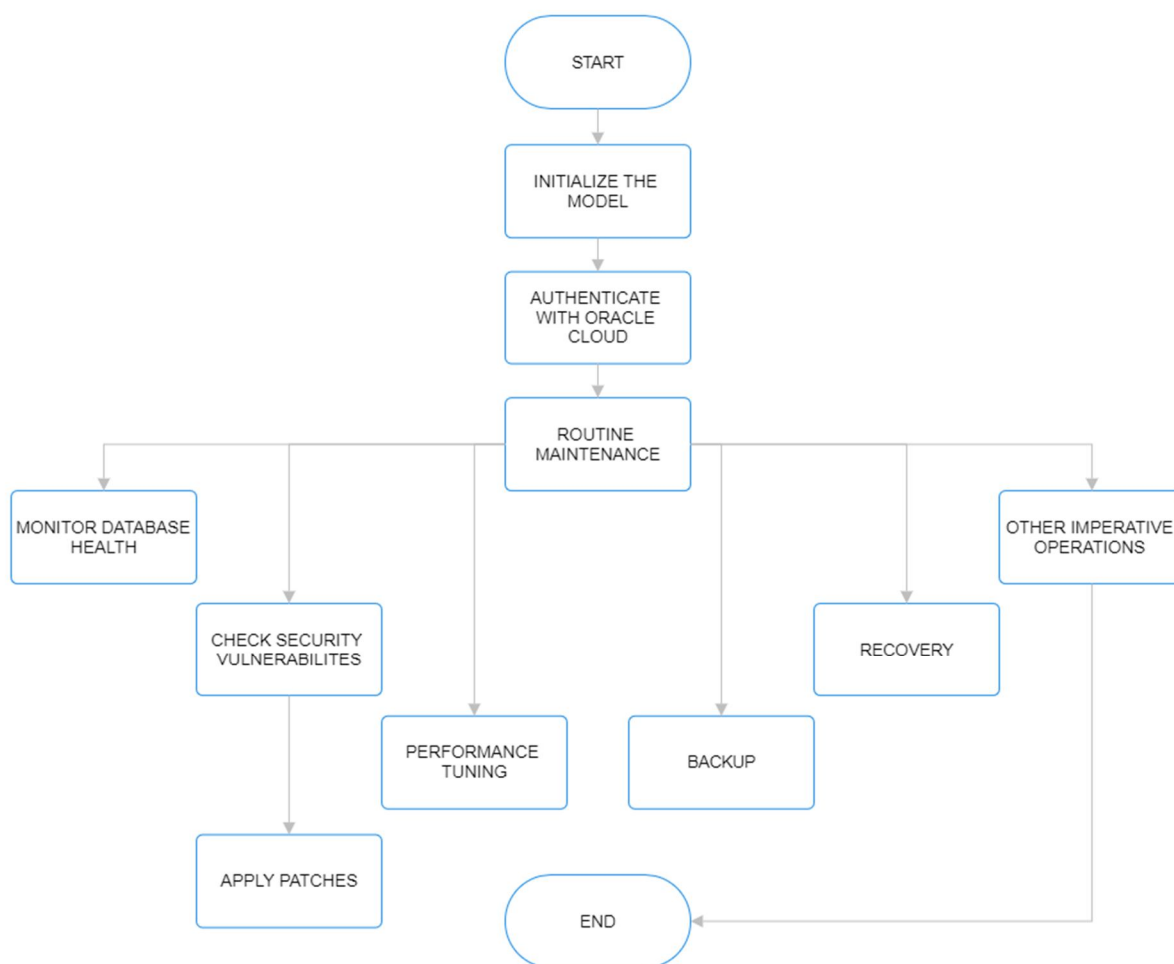 START
INITIALIZE THE
MODEL
AUTHENTICATE
WITH ORACLE
CLOUD
ROUTINE
MAINTENANCE
MONITOR DATABASE
HEALTH
OTHER IMPERATIVE
OPERATIONS
CHECK SECURITY
VULNERABILITES
RECOVERY
PERFORMANCE
TUNING
BACKUP
APPLY PATCHES
END